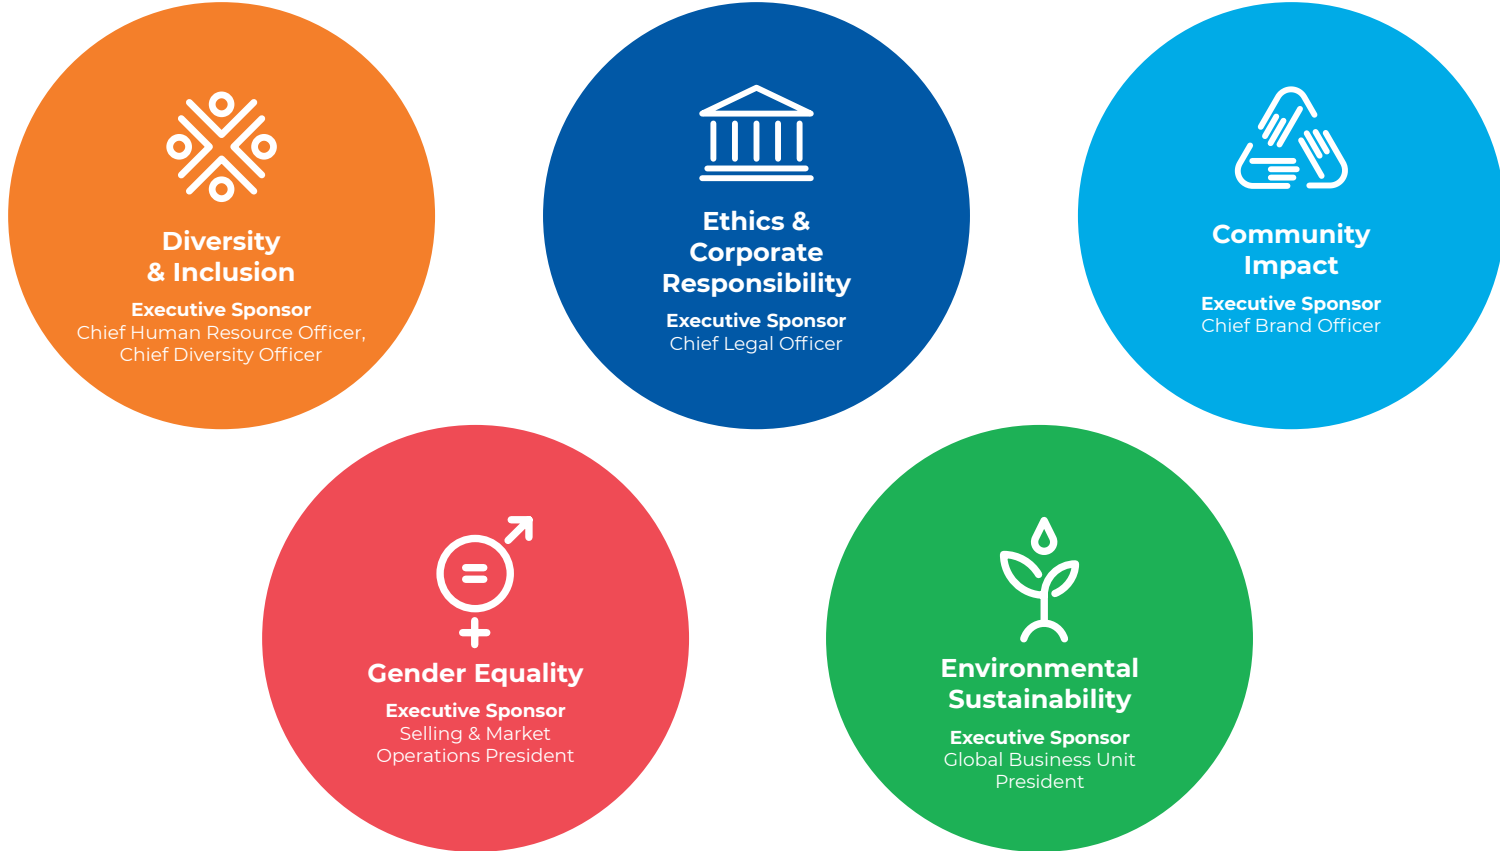 Diversity
& Inclusion
Executive Sponsor
Chief Human Resource Officer,
Chief Diversity Officer
Ethics &
Corporate
Responsibility
Executive Sponsor
Chief Legal Officer
Community
Impact
Executive Sponsor
Chief Brand Officer
Gender Equality
Executive Sponsor
Selling & Market
Operations President
Environmental
Sustainability
Executive Sponsor
Global Business Unit
President